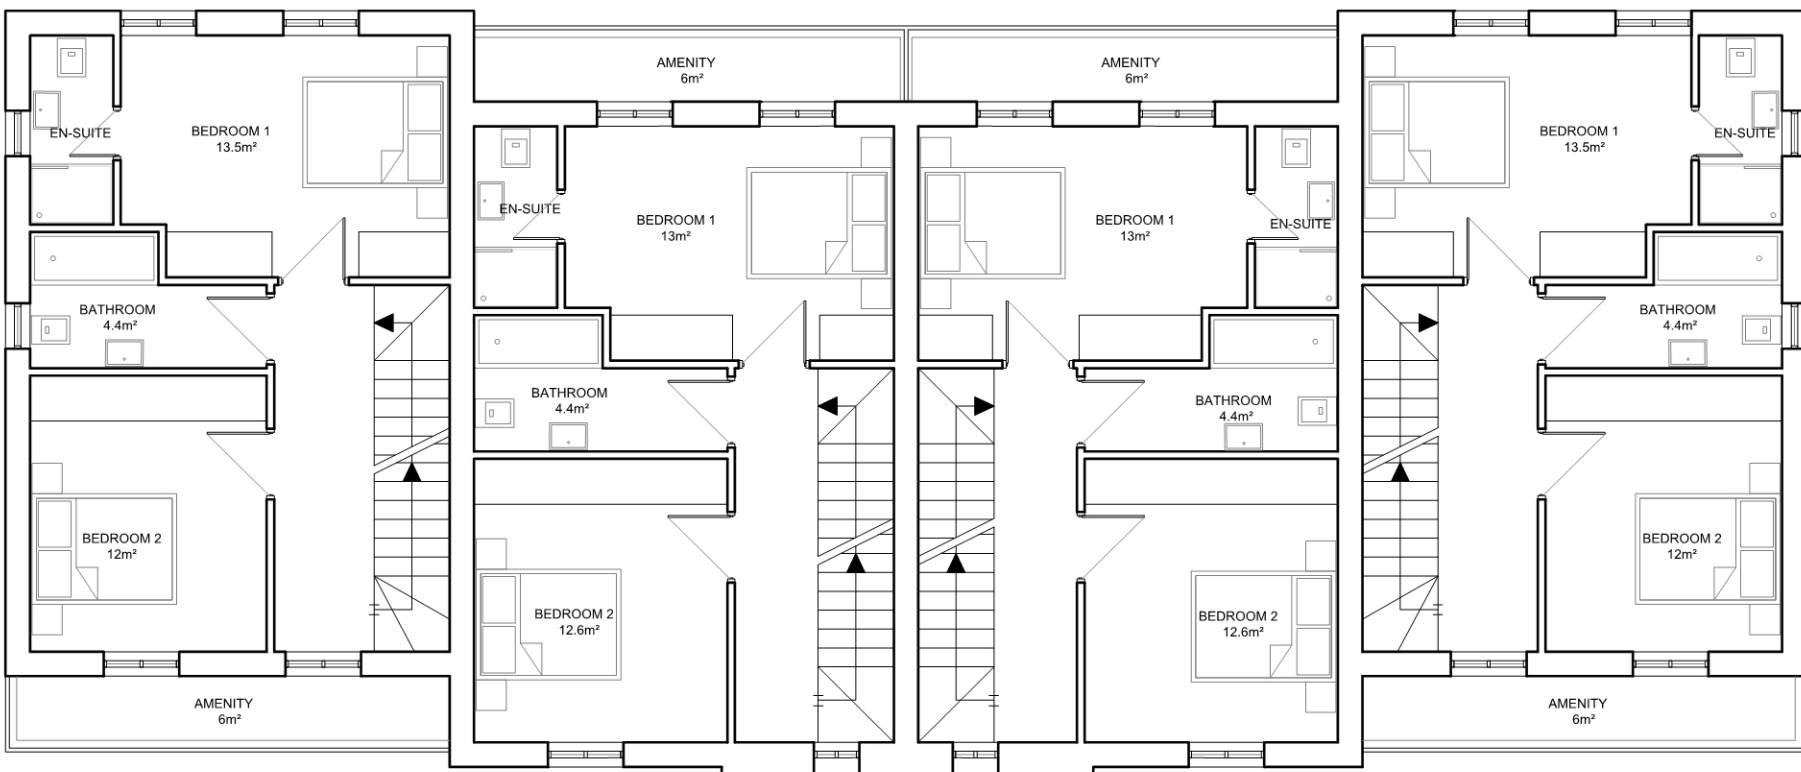 AMENITY
6m²
AMENITY
6m²
EN-SUITE
BEDROOM 1
13.5m²
BEDROOM 1
13.5m²
EN-SUITE
EN-SUITE
BEDROOM 1
13m²
BEDROOM 1
13m²
EN-SUITE
BATHROOM
4.4m²
BATHROOM
4.4m²
BATHROOM
4.4m²
BATHROOM
4.4m²
BEDROOM 2
12m²
BEDROOM 2
12.6m²
BEDROOM 2
12.6m²
BEDROOM 2
12m²
AMENITY
6m²
AMENITY
6m²